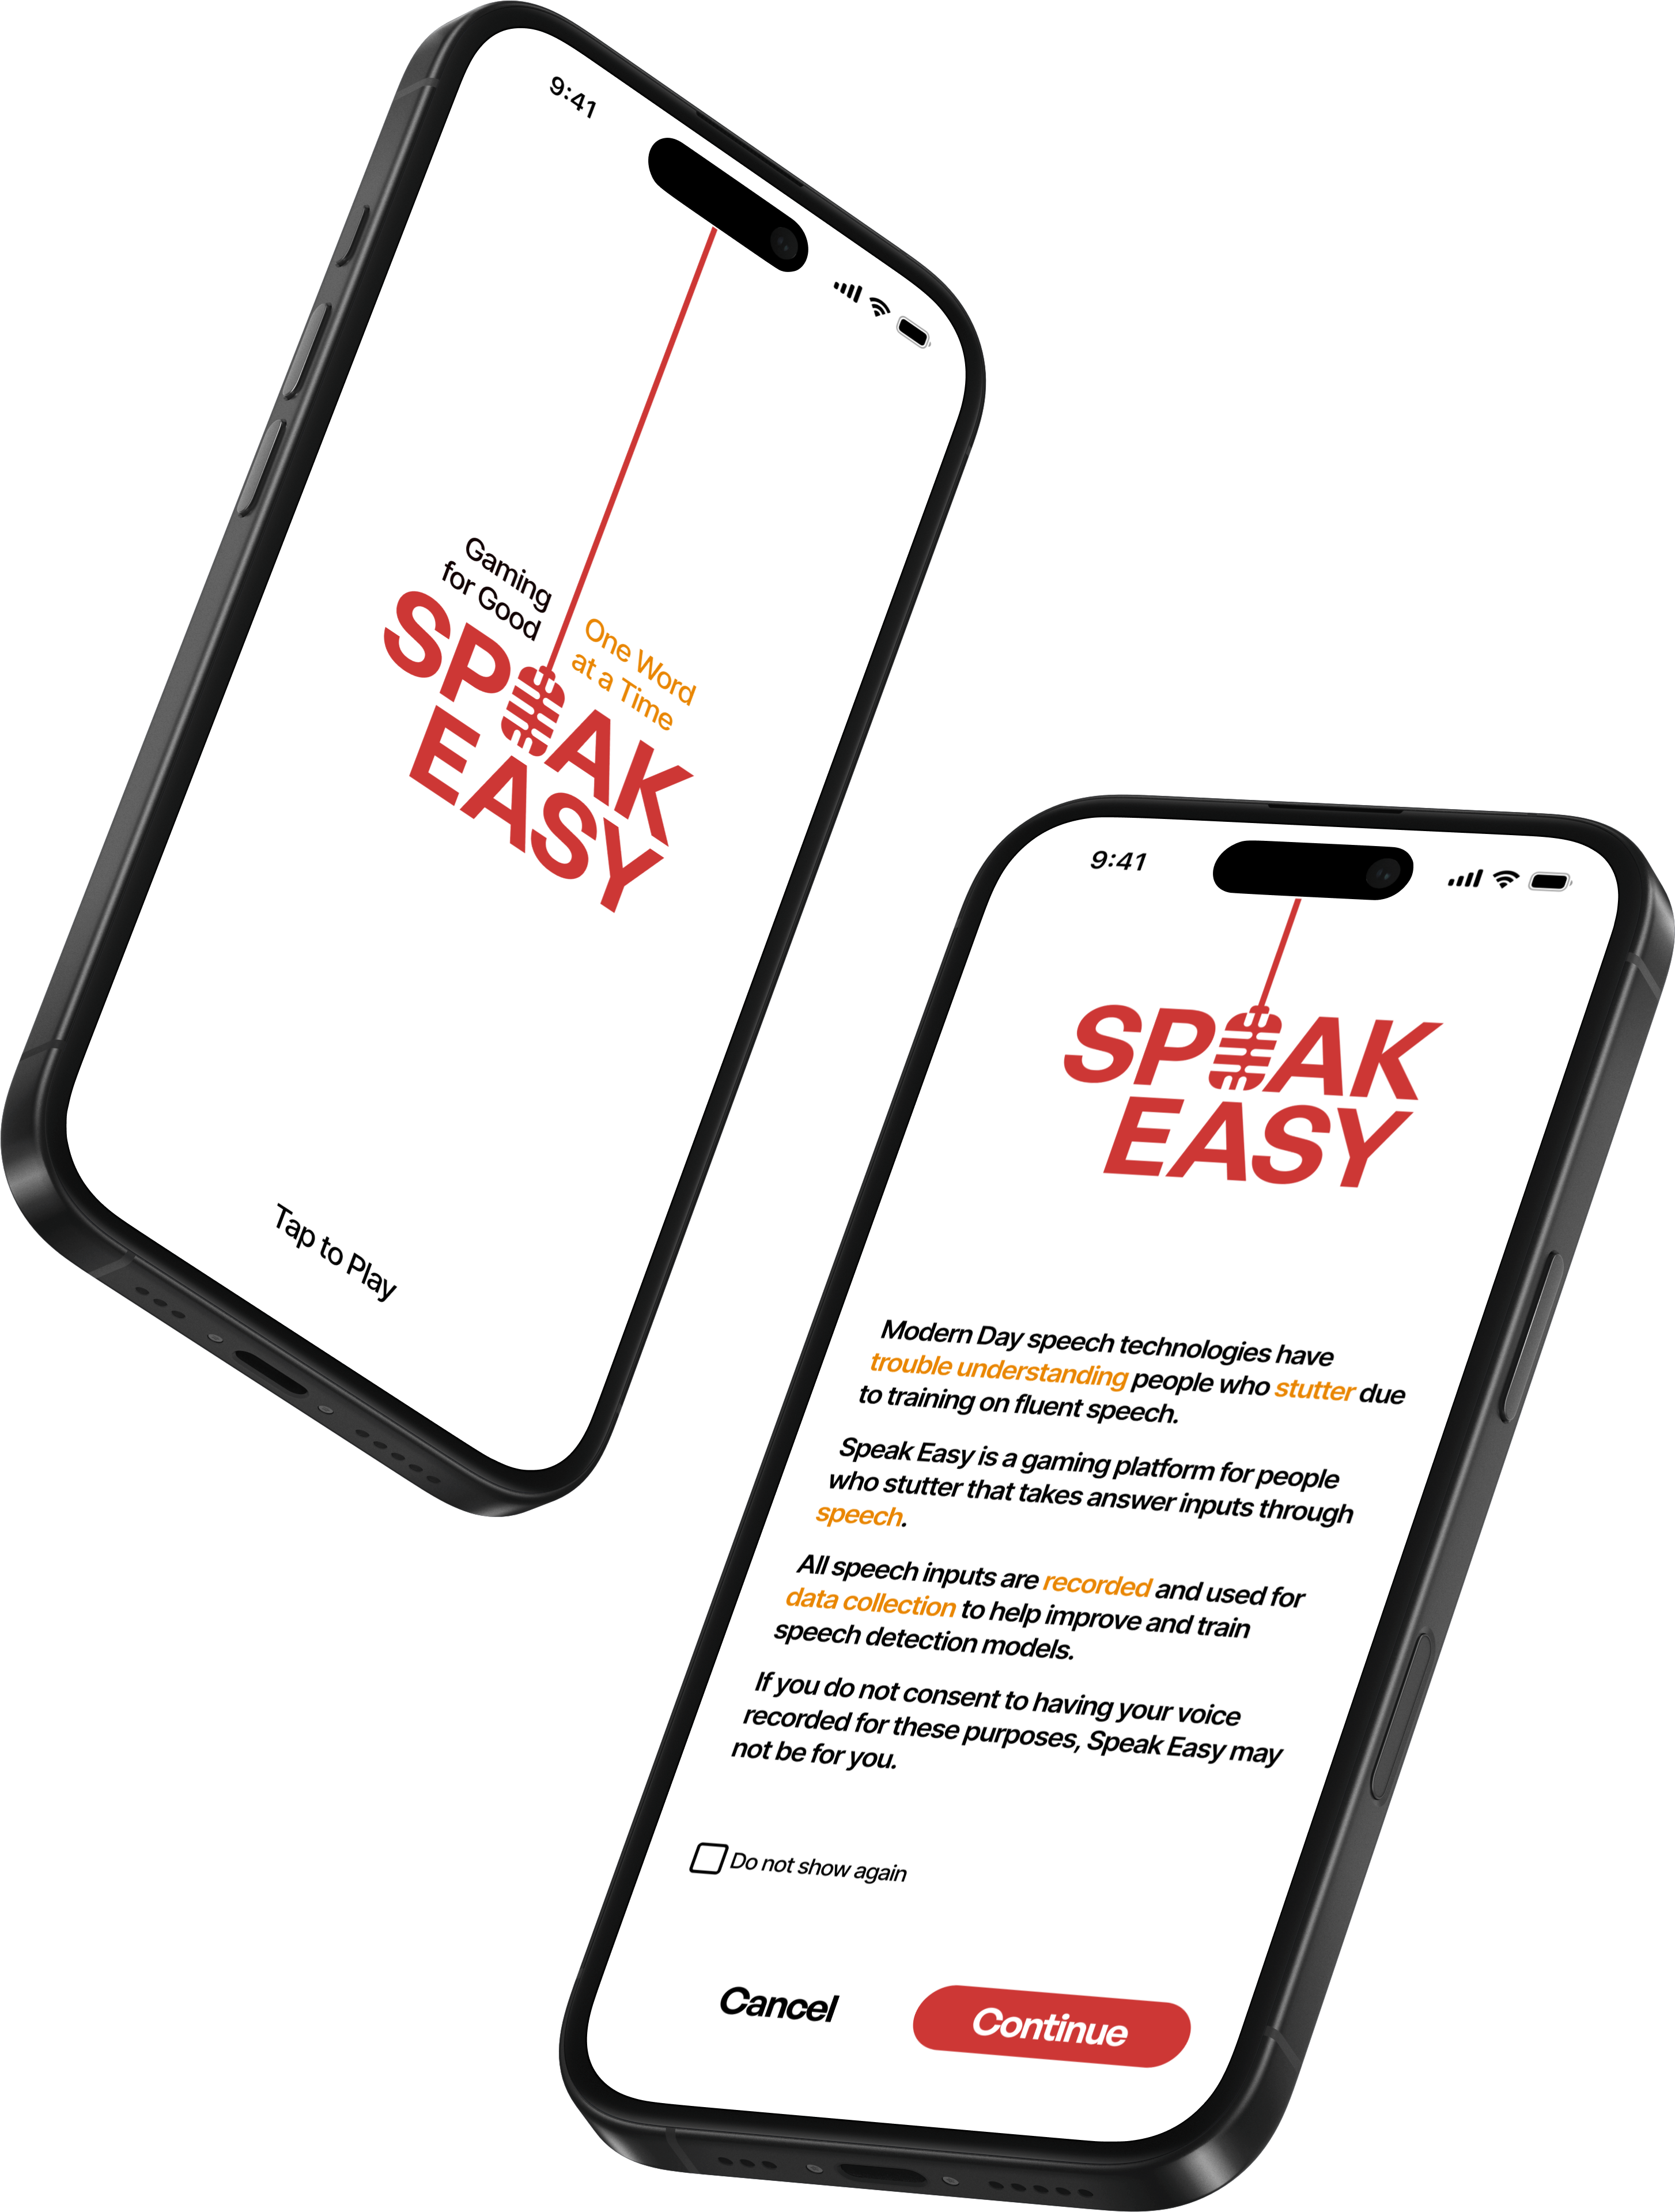 9:41
Gaming
for Good
One Word
at a Time
SPEAK
EASY
Tap to Play
9:41
SPEAK
EASY
Modern Day speech technologies have
trouble understanding people who stutter due
to training on fluent speech.
Speak Easy is a gaming platform for people
who stutter that takes answer inputs through
speech.
All speech inputs are recorded and used for
data collection to help improve and train
speech detection models.
If you do not consent to having your voice
recorded for these purposes, Speak Easy may
not be for you.
Do not show again
Cancel
Continue